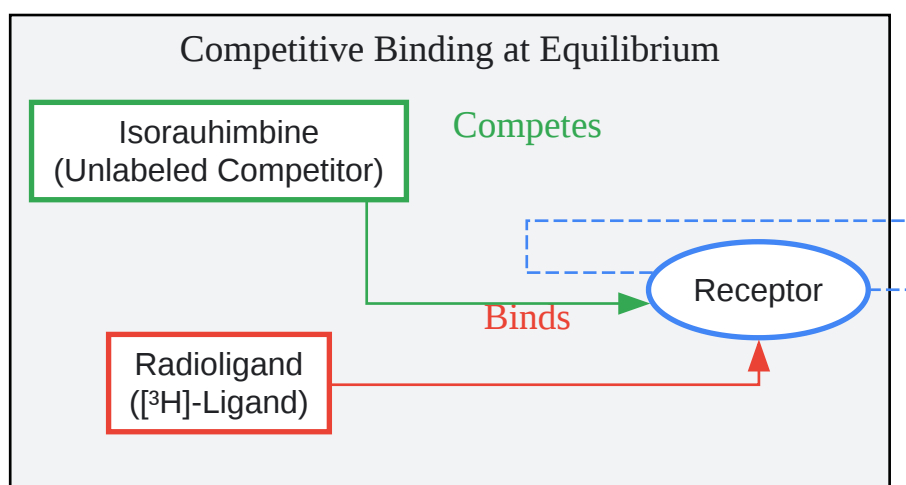 Competitive Binding at Equilibrium
Isorauhimbine
(Unlabeled Competitor)
Competes
Receptor
Binds
Radioligand
([³H]-Ligand)